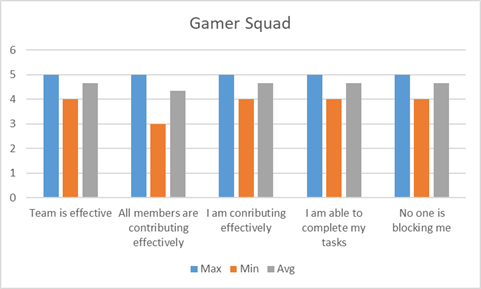 Gamer Squad
6
5
4
3
2
1
0
Team is effective
All members are
contributing
effectively
I am conributing
effectively
I am able to
complete my
tasks
No one is
blocking me
Max
Min
Avg